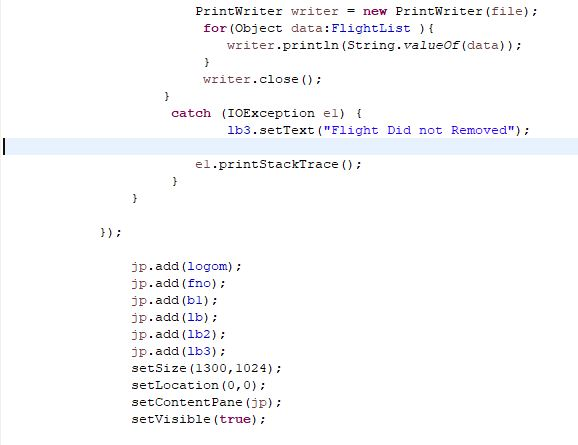 PrintWriter writer = new PrintWriter(file);
for(Object data:FlightList ){
writer.println(String.valueOf(data));
}
writer.close();
}
catch (IOException e1) {
lb3.setText("Flight Did not Removed");
e1.printStackTrace();
}
}
});
jp.add(logom);
jp.add(fno);
jp.add(b1);
jp.add(lb);
jp.add(lb2);
jp.add(lb3);
setSize(1300,1024);
setLocation(0,0);
setContentPane(jp);
setVisible(true);